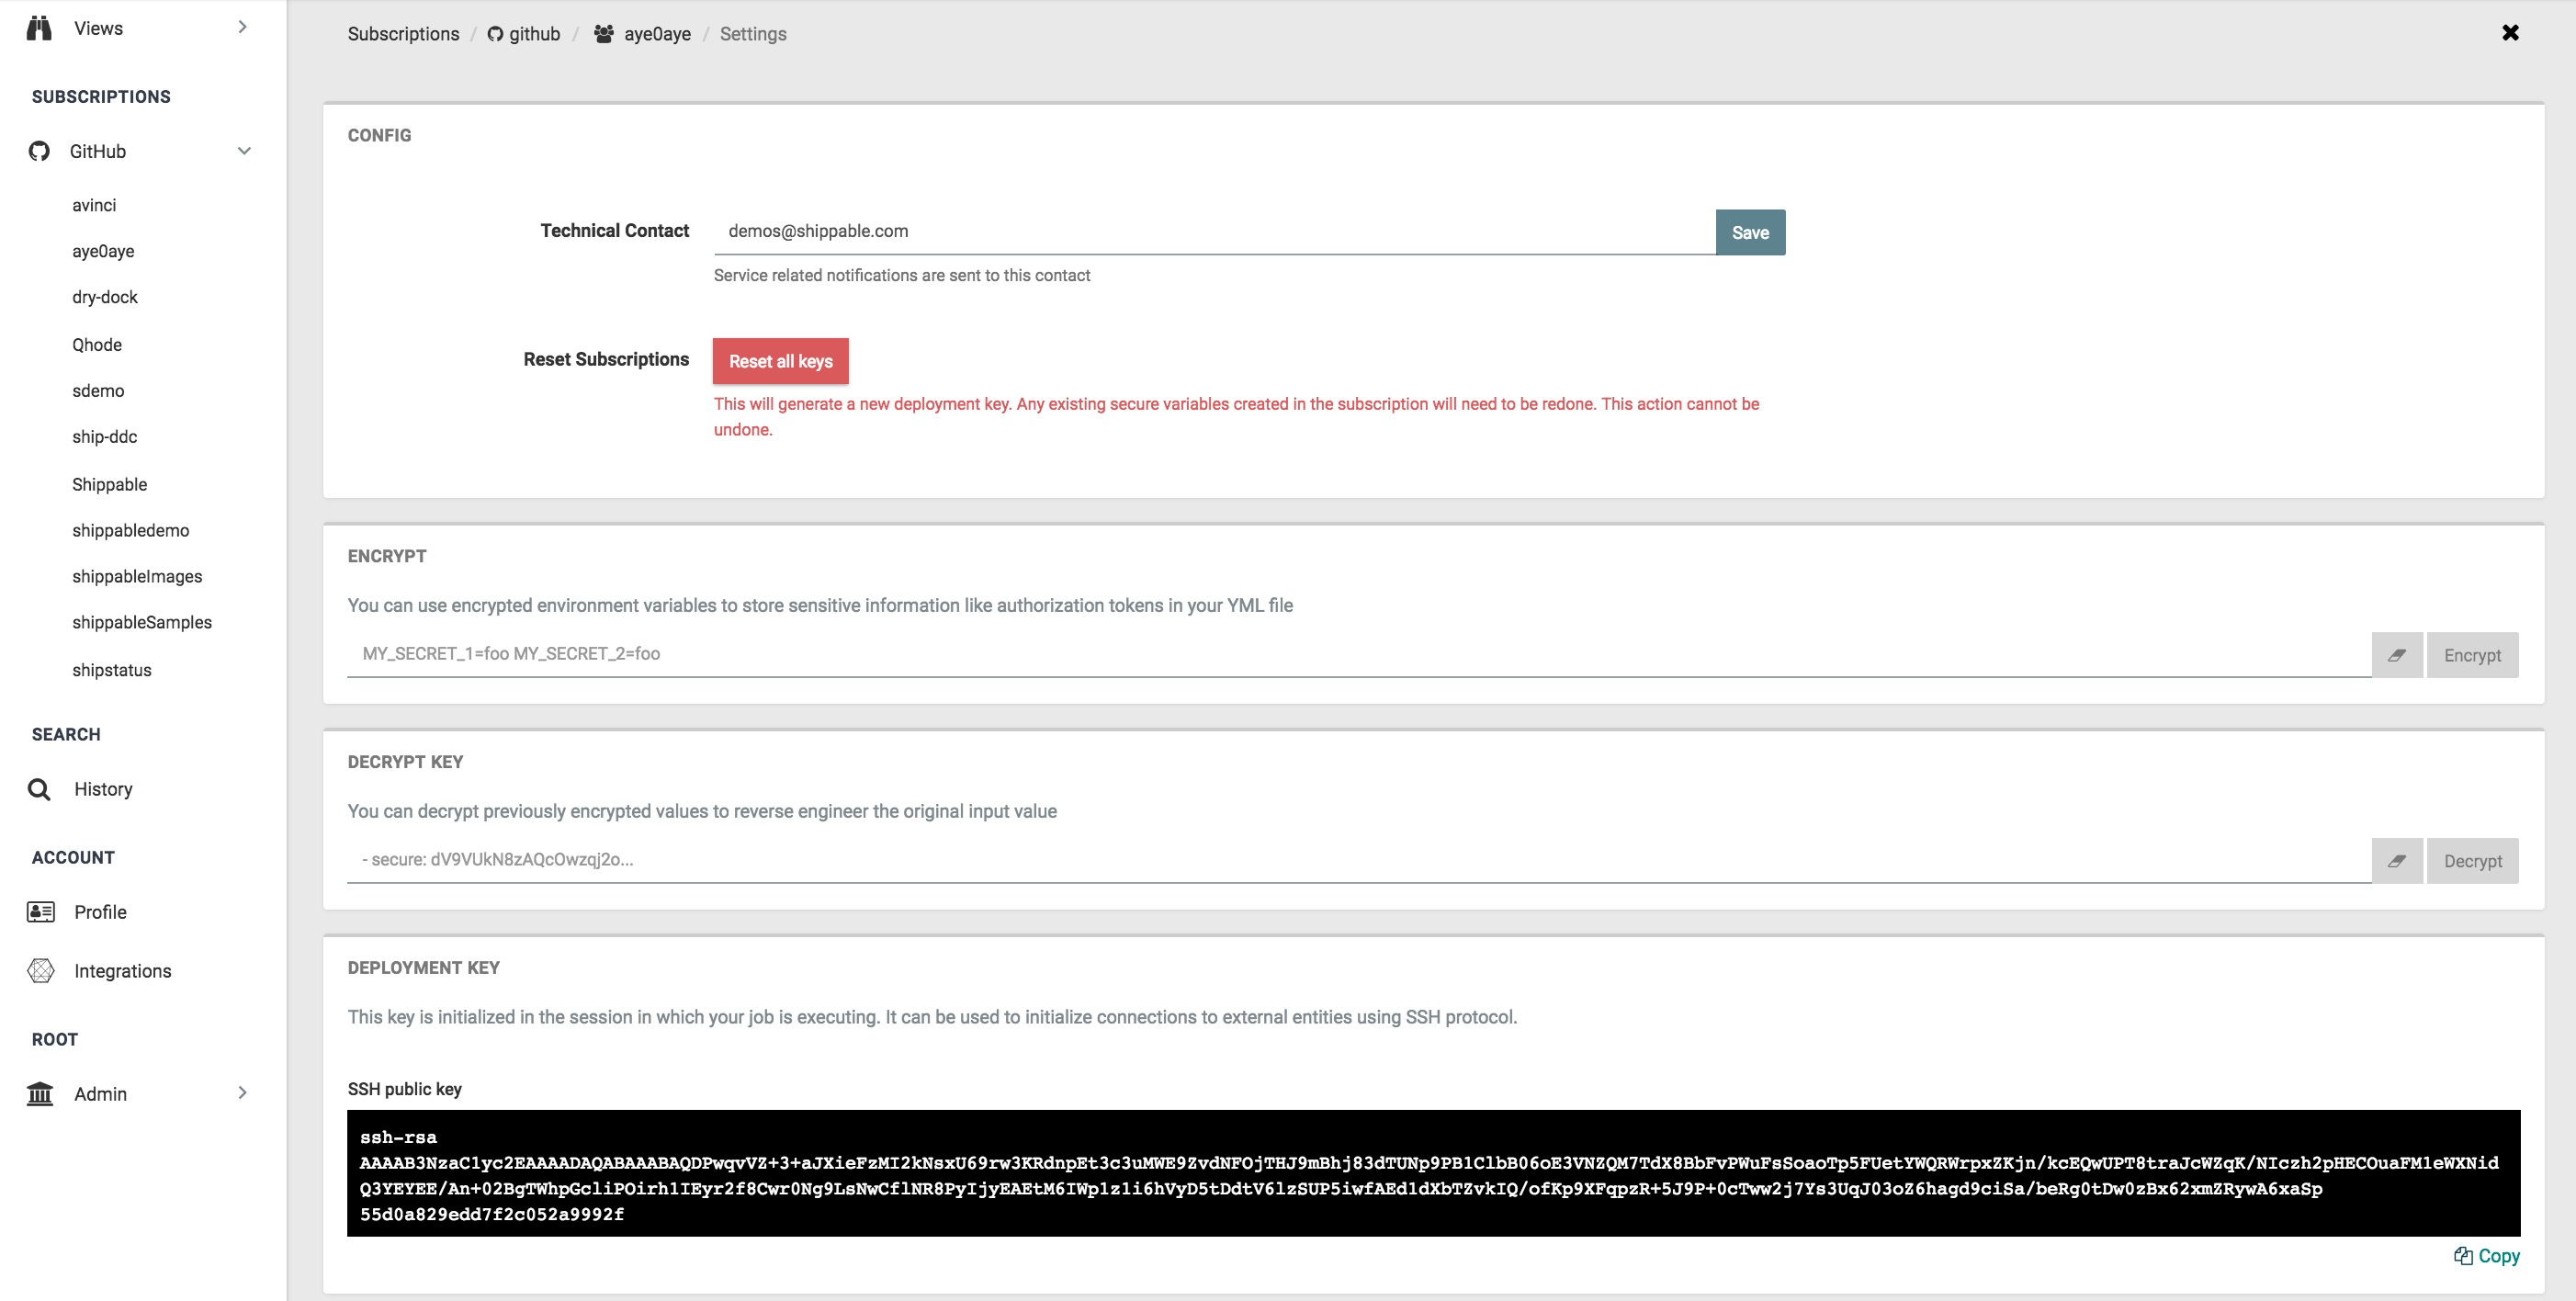 Views
SUBSCRIPTIONS
GitHub
avinci
aye0aye
dry-dock
Qhode
sdemo
ship-ddc
Shippable
shippabledemo
shippableImages
shippableSamples
shipstatus
SEARCH
History
ACCOUNT
Profile
Integrations
ROOT
Admin
Subscriptions / github / aye0aye / Settings
CONFIG
Technical Contact demos@shippable.com Save
Service related notifications are sent to this contact
Reset Subscriptions Reset all keys
This will generate a new deployment key. Any existing secure variables created in the subscription will need to be redone. This action cannot be
undone.
ENCRYPT
You can use encrypted environment variables to store sensitive information like authorization tokens in your YML file
MY_SECRET_1=foo MY_SECRET_2=foo Encrypt
DECRYPT KEY
You can decrypt previously encrypted values to reverse engineer the original input value
- secure: dV9VUkN8zAQcOwzqj2o... Decrypt
DEPLOYMENT KEY
This key is initialized in the session in which your job is executing. It can be used to initialize connections to external entities using SSH protocol.
SSH public key
ssh-rsa
AAAAB3NzaC1yc2EAAAADAQABAAABAQDPwqvVZ+3+aJXieFzMI2kNsxU69rw3KRdnpEt3c3uMWE9ZvdNFOjTHJ9mBhj83dTUNp9PB1ClbB06oE3VNZQM7TdX8BbFvPWuFsSoaoTp5FUetYWQRWrpxZKjn/kcEQwUPT8traJcWZqK/NIczh2pHECOuaFM1eWXNid
Q3YEYEE/An+02BgTWhpGcliPOirh1IEyr2f8Cwr0Ng9LsNwCflNR8PyIjyEAEtM6IWp1z1i6hVyD5tDdtV6lzSUP5iwfAEd1dXbTZvkIQ/ofKp9XFqpzR+5J9P+0cTww2j7Ys3UqJ03oZ6hagd9ciSa/beRg0tDw0zBx62xmZRywA6xaSp
55d0a829edd7f2c052a9992f
Copy